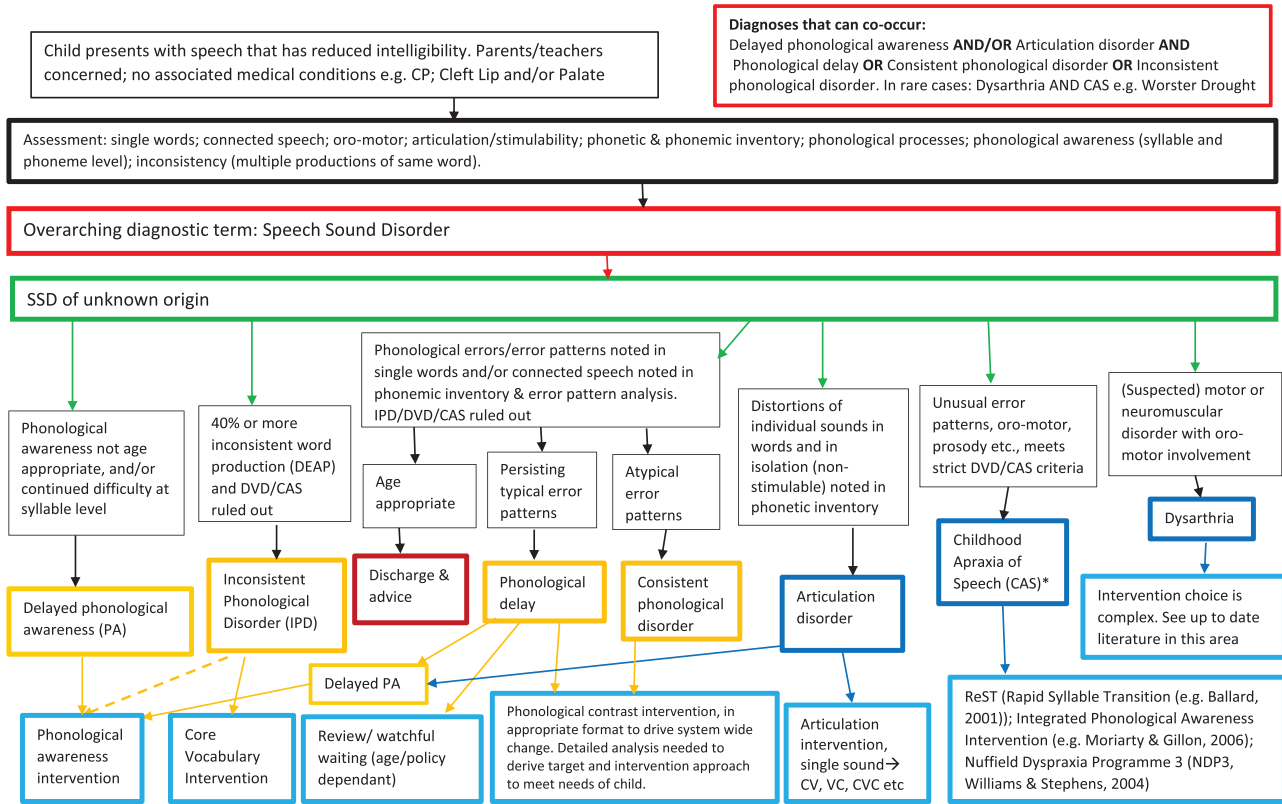 Child presents with speech that has reduced intelligibility. Parents/teachers
concerned; no associated medical conditions e.g. CP; Cleft Lip and/or Palate
Diagnoses that can co-occur:
Delayed phonological awareness AND/OR Articulation disorder AND
Phonological delay OR Consistent phonological disorder OR Inconsistent
phonological disorder. In rare cases: Dysarthria AND CAS e.g. Worster Drought
Assessment: single words; connected speech; oro-motor; articulation/stimulability; phonetic & phonemic inventory; phonological processes; phonological awareness (syllable and
phoneme level); inconsistency (multiple productions of same word).
Overarching diagnostic term: Speech Sound Disorder
SSD of unknown origin
Phonological
awareness not age
appropriate, and/or
continued difficulty at
syllable level
40% or more
inconsistent word
production (DEAP)
and DVD/CAS
ruled out
Phonological errors/error patterns noted in
single words and/or connected speech noted in
phonemic inventory & error pattern analysis.
IPD/DVD/CAS ruled out
Age
appropriate
Persisting
typical error
patterns
Atypical
error
patterns
Distortions of
individual sounds in
words and in
isolation (non-
stimulable) noted in
phonetic inventory
Unusual error
patterns, oro-motor,
prosody etc., meets
strict DVD/CAS criteria
(Suspected) motor or
neuromuscular
disorder with oro-
motor involvement
Delayed phonological
awareness (PA)
Inconsistent
Phonological
Disorder (IPD)
Discharge &
advice
Phonological
delay
Consistent
phonological
disorder
Articulation
disorder
Childhood
Apraxia of
Speech (CAS)*
Dysarthria
Intervention choice is
complex. See up to date
literature in this area
Delayed PA
Phonological
awareness
intervention
Core
Vocabulary
Intervention
Review/ watchful
waiting (age/policy
dependant)
Phonological contrast intervention, in
appropriate format to drive system wide
change. Detailed analysis needed to
derive target and intervention approach
to meet needs of child.
Articulation
intervention,
single sound→
CV, VC, CVC etc
ReST (Rapid Syllable Transition (e.g. Ballard,
2001)); Integrated Phonological Awareness
Intervention (e.g. Moriarty & Gillon, 2006);
Nuffield Dyspraxia Programme 3 (NDP3,
Williams & Stephens, 2004)